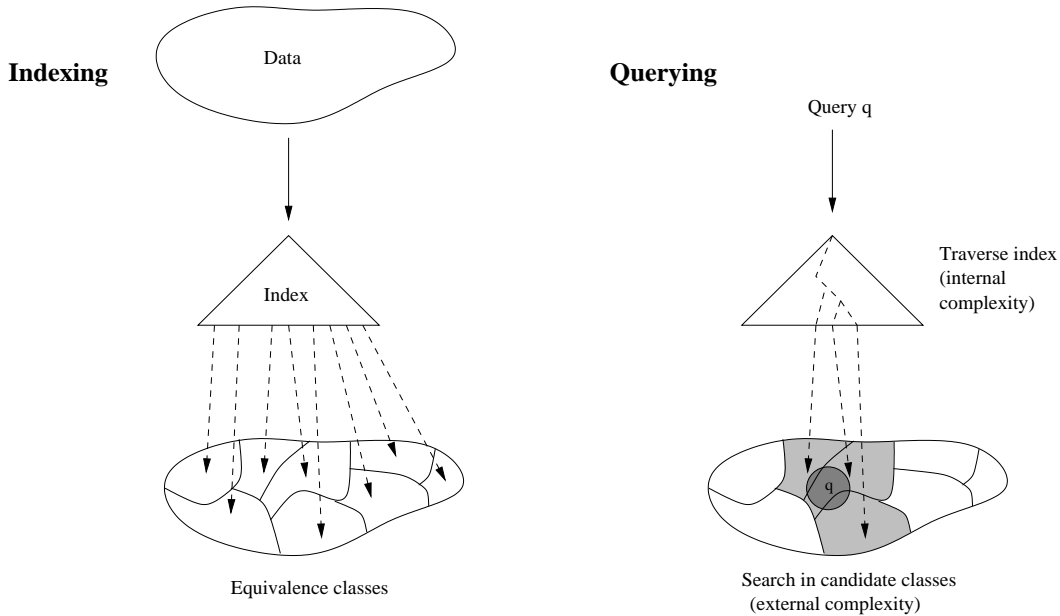 Indexing
Data
Index
Equivalence classes
Querying
Query q
Traverse index
(internal
complexity)
q
Search in candidate classes
(external complexity)